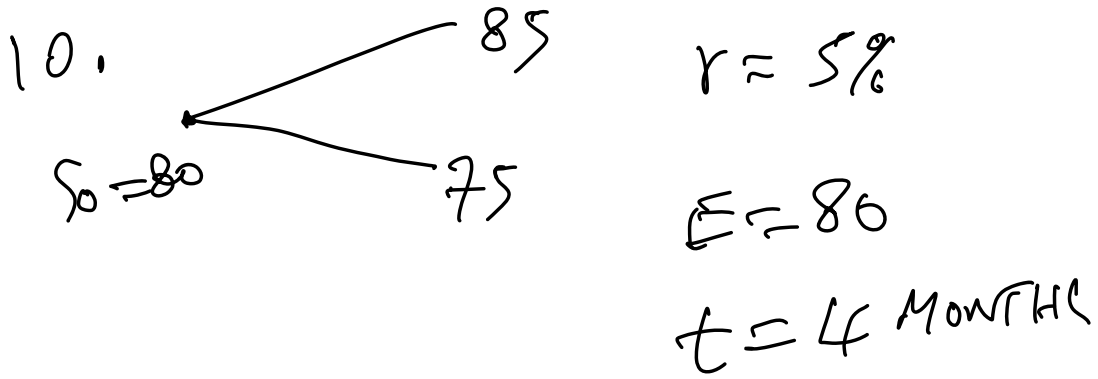 10.
85
r = 5%
S0 = 80
75
E = 80
t = 4 MONTHS